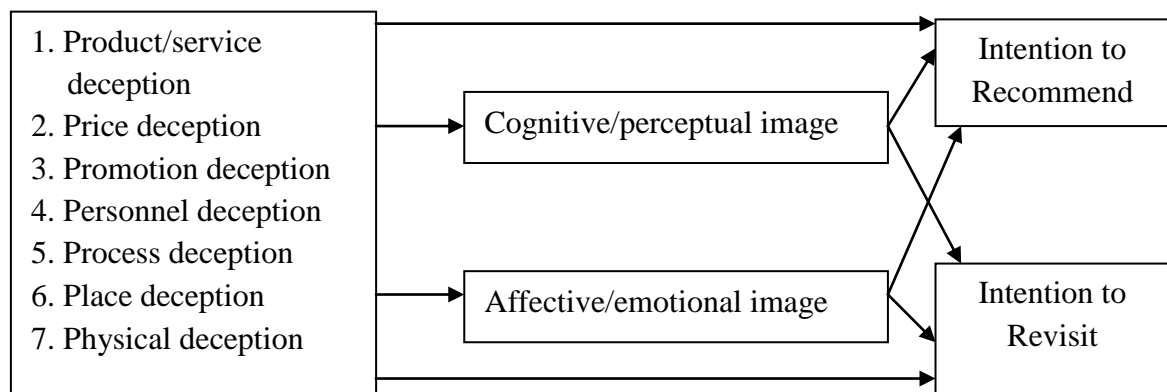 1. Product/service
deception
2. Price deception
3. Promotion deception
4. Personnel deception
5. Process deception
6. Place deception
7. Physical deception
Cognitive/perceptual image
Affective/emotional image
Intention to
Recommend
Intention to
Revisit